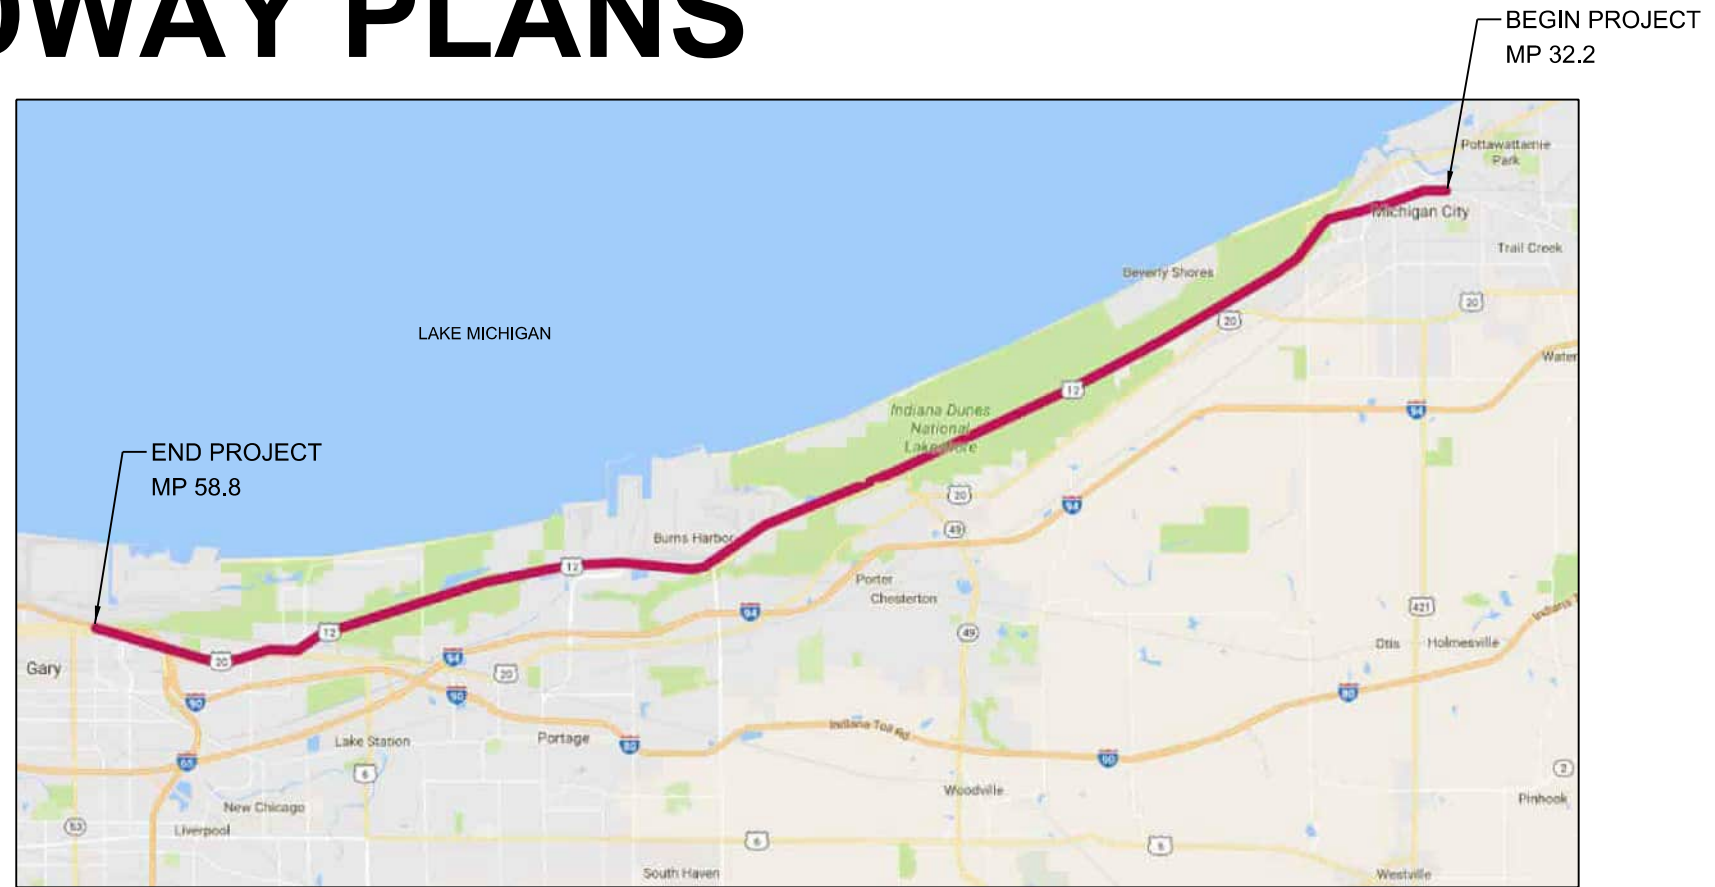 DWAY PLANS
BEGIN PROJECT
MP 32.2
Pottawattamie
Park
Michigan City
Trail Creek
Beverly Shores
20
20
LAKE MICHIGAN
Water
12
94
Indiana Dunes
National
Lakeshore
END PROJECT
MP 58.8
20
94
49
Burns Harbor
12
Porter
Chesterton
94
421
Indiana T
12
49
Otis
Holmesville
20
94
Gary
20
90
90
80
Indiana Toll Rd
Lake Station
Portage
80
65
90
6
2
Woodville
Pinhook
New Chicago
53
Liverpool
6
6
South Haven
Westville